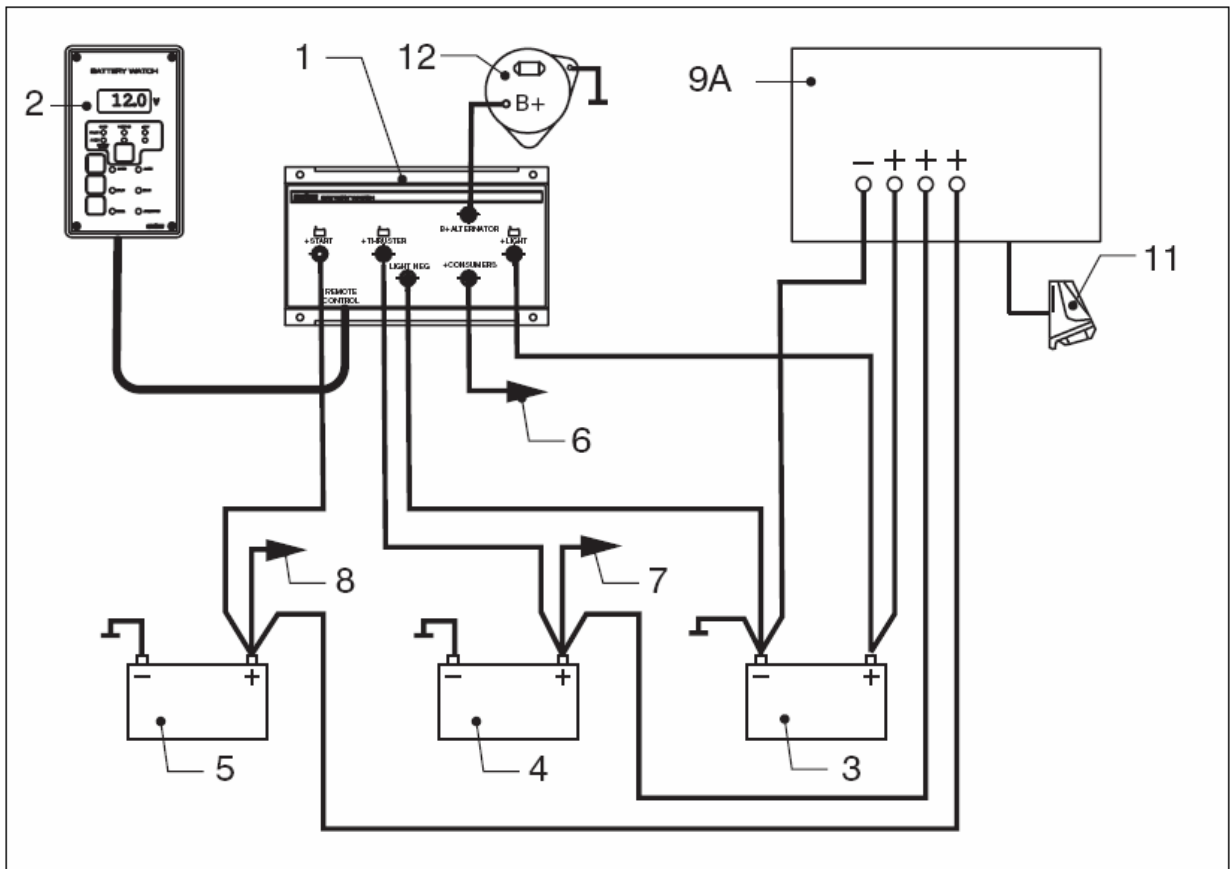 1
12
9A
2
BATTERY WATCH
12.0 V
B+
11
B+ALTERNATOR
+START
+THRUSTER
+LIGHT
LIGHT NEG
+CONSUMERS
REMOTE
CONTROL
6
8
7
− + + +
− +
− +
− +
5
4
3